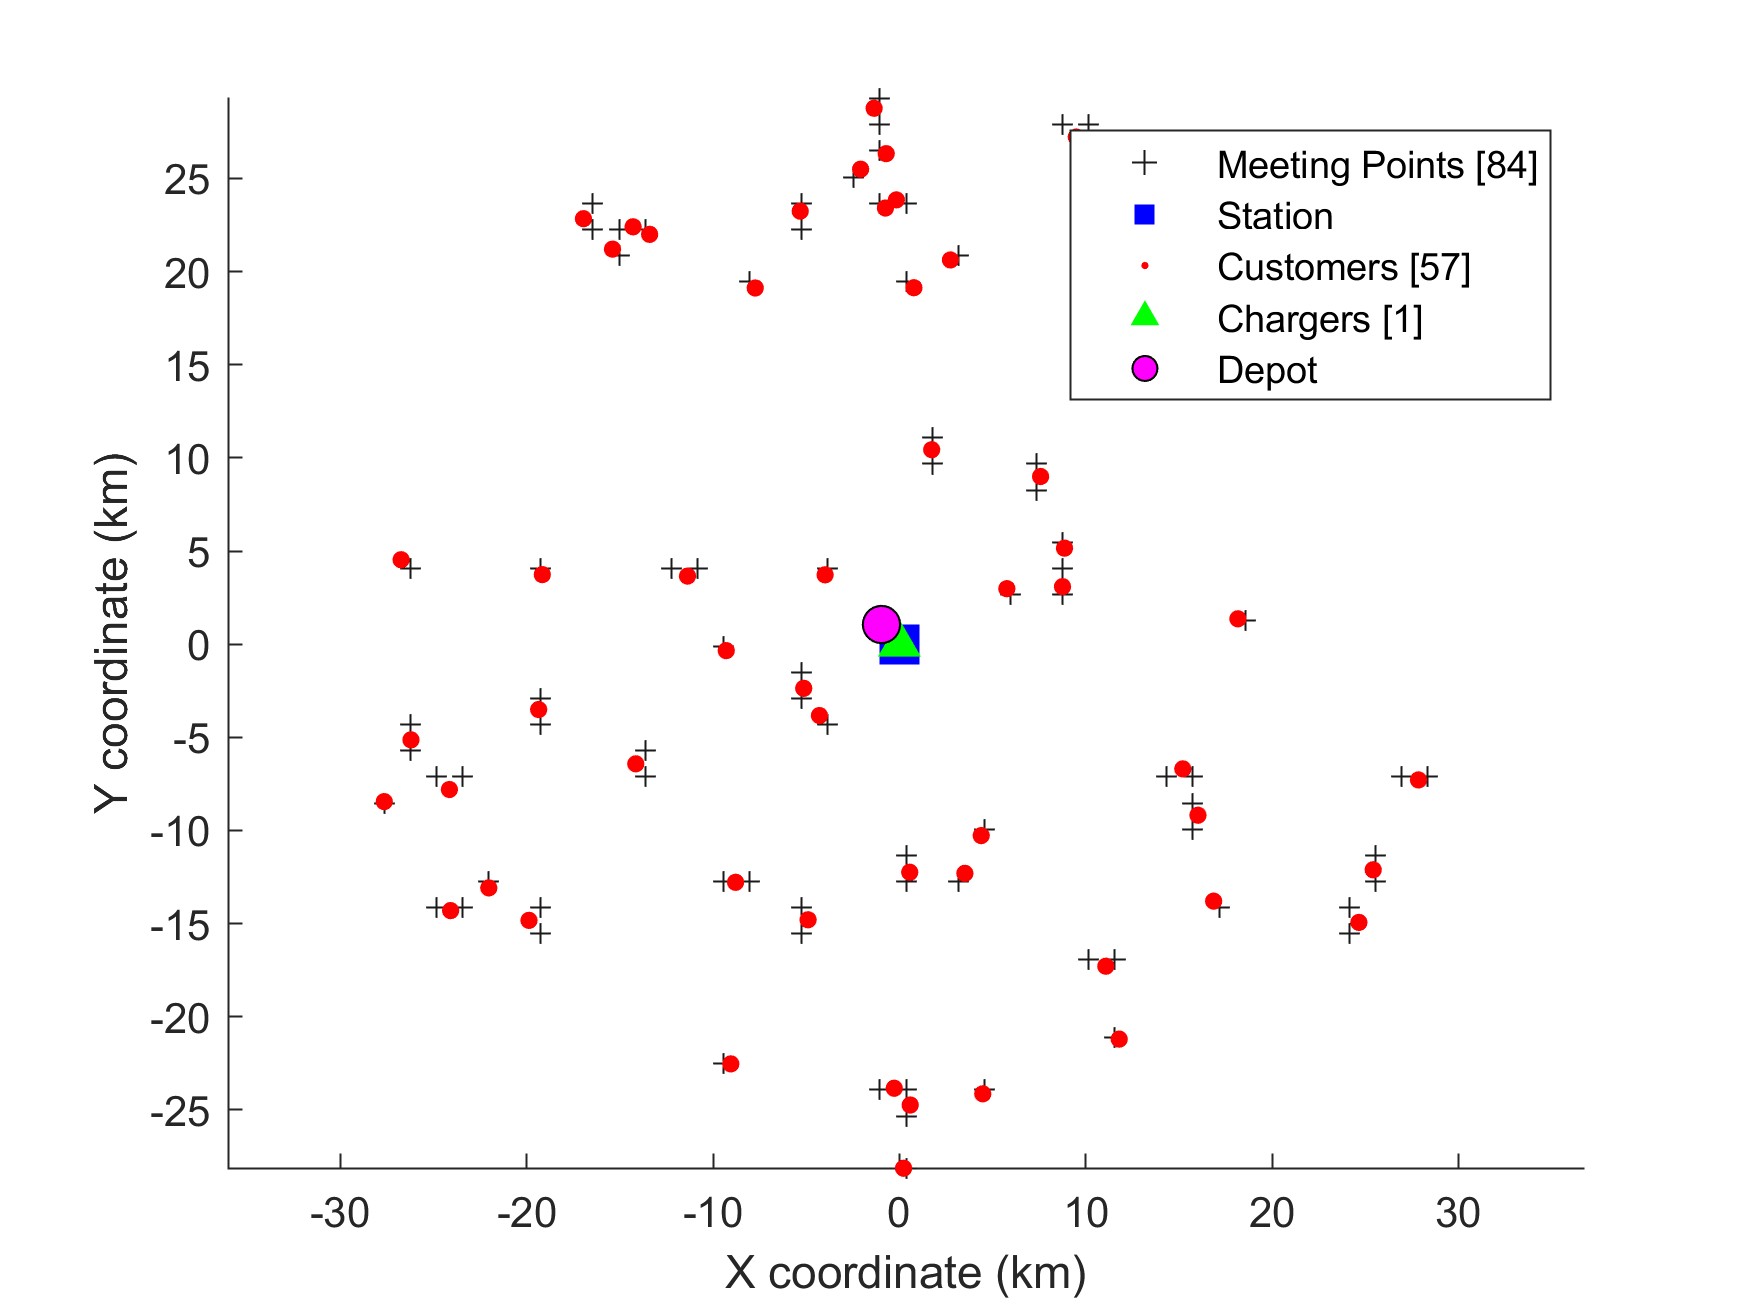 25
20
15
10
5
0
-5
-10
-15
-20
-25
Y coordinate (km)
Meeting Points [84]
Station
Customers [57]
Chargers [1]
Depot
-30 -20 -10 0 10 20 30
X coordinate (km)